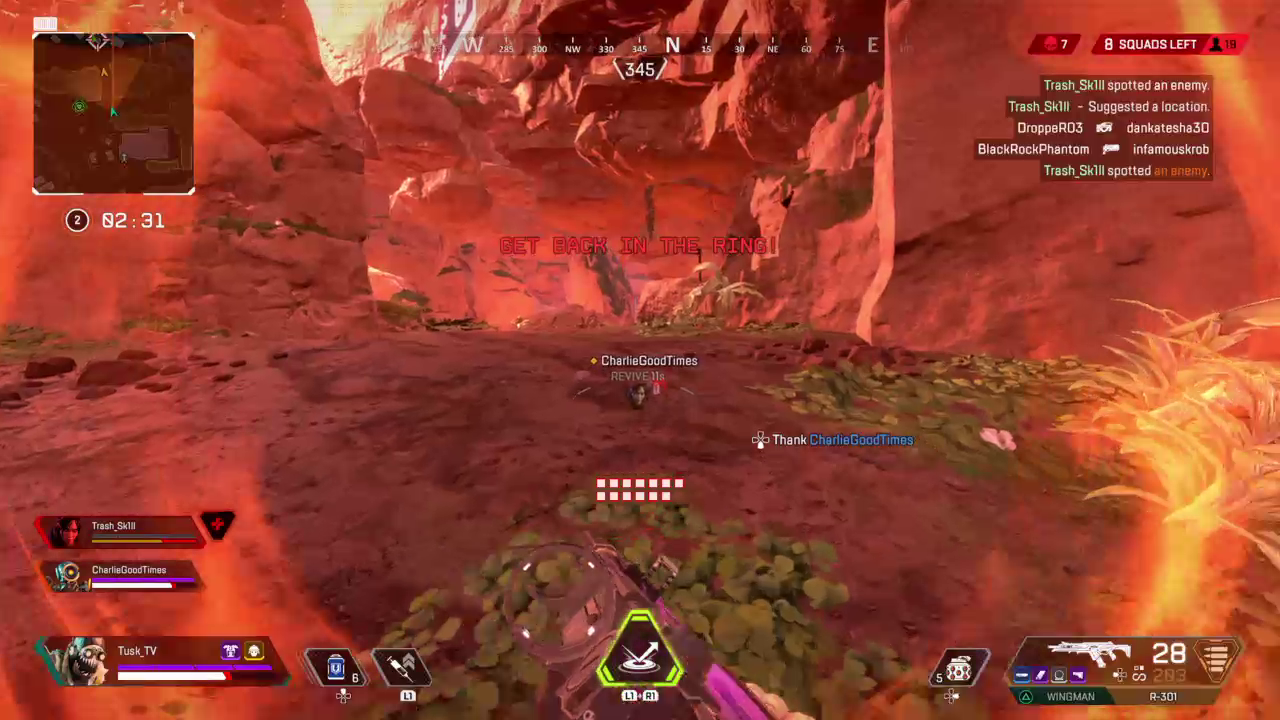 W 285 300 NW 330 345 N 15 30 NE 60 75 E
345
7
8 SQUADS LEFT 19
Trash_Sk1ll spotted an enemy.
Trash_Sk1ll - Suggested a location.
DroppeRO3 dankatesha30
BlackRockPhantom infamouskrob
Trash_Sk1ll spotted an enemy.
2 02:31
GET BACK IN THE RING!
CharlieGoodTimes
REVIVE 11s
Thank CharlieGoodTimes
Trash_Sk1ll
CharlieGoodTimes
Tusk_TV
6
L1
L1+R1
5
28
203
WINGMAN R-301